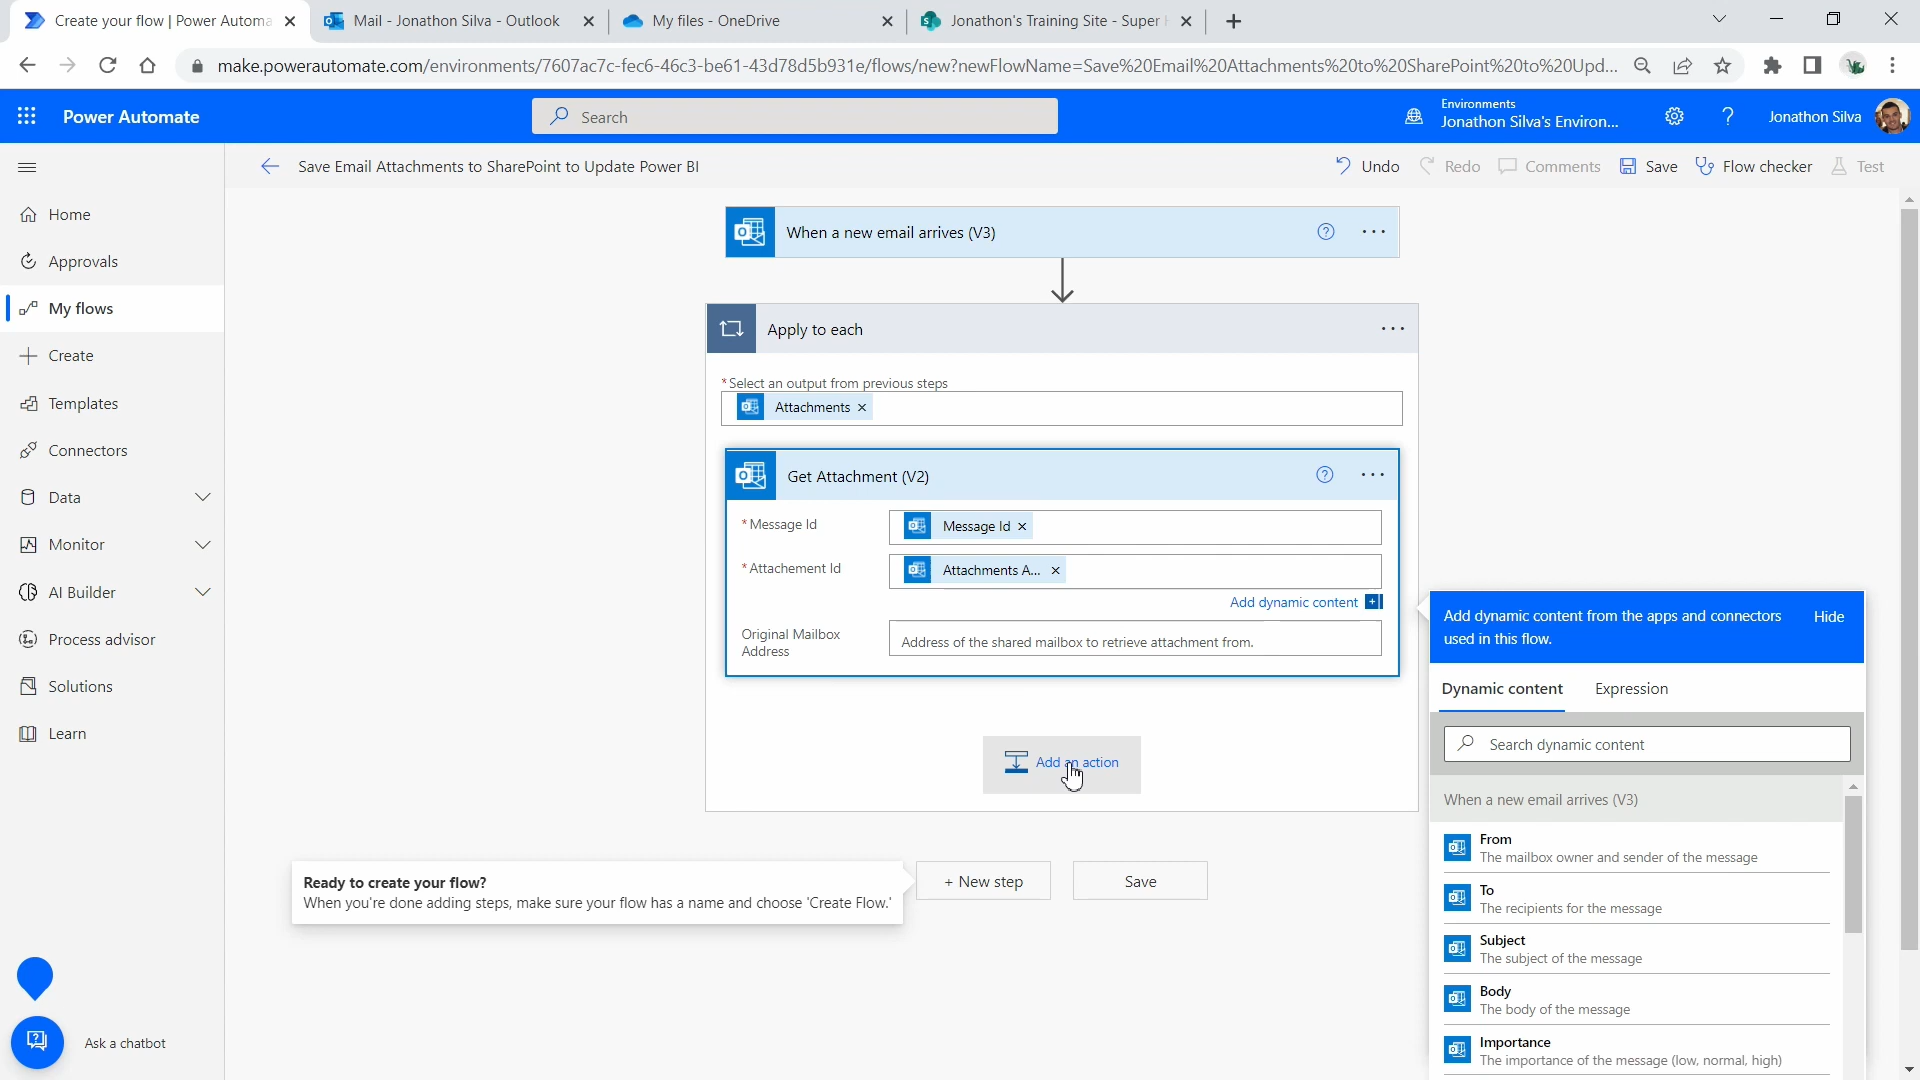 Create your flow | Power Automa
Mail - Jonathon Silva - Outlook
My files - OneDrive
Jonathon's Training Site - Super
make.powerautomate.com/environments/7607ac7c-fec6-46c3-be61-43d78d5b931e/flows/new?newFlowName=Save%20Email%20Attachments%20to%20SharePoint%20to%20Upd...
Power Automate
Search
Environments
Jonathon Silva's Environ...
Jonathon Silva
Save Email Attachments to SharePoint to Update Power BI
Undo
Redo
Comments
Save
Flow checker
Test
Home
Approvals
My flows
Create
Templates
Connectors
Data
Monitor
AI Builder
Process advisor
Solutions
Learn
Ask a chatbot
When a new email arrives (V3)
Apply to each
* Select an output from previous steps
Attachments
Get Attachment (V2)
* Message Id
Message Id
* Attachement Id
Attachments A...
Add dynamic content
Original Mailbox
Address
Address of the shared mailbox to retrieve attachment from.
Add an action
Ready to create your flow?
When you're done adding steps, make sure your flow has a name and choose 'Create Flow.'
+ New step
Save
Add dynamic content from the apps and connectors
used in this flow.
Hide
Dynamic content
Expression
Search dynamic content
When a new email arrives (V3)
From
The mailbox owner and sender of the message
To
The recipients for the message
Subject
The subject of the message
Body
The body of the message
Importance
The importance of the message (low, normal, high)